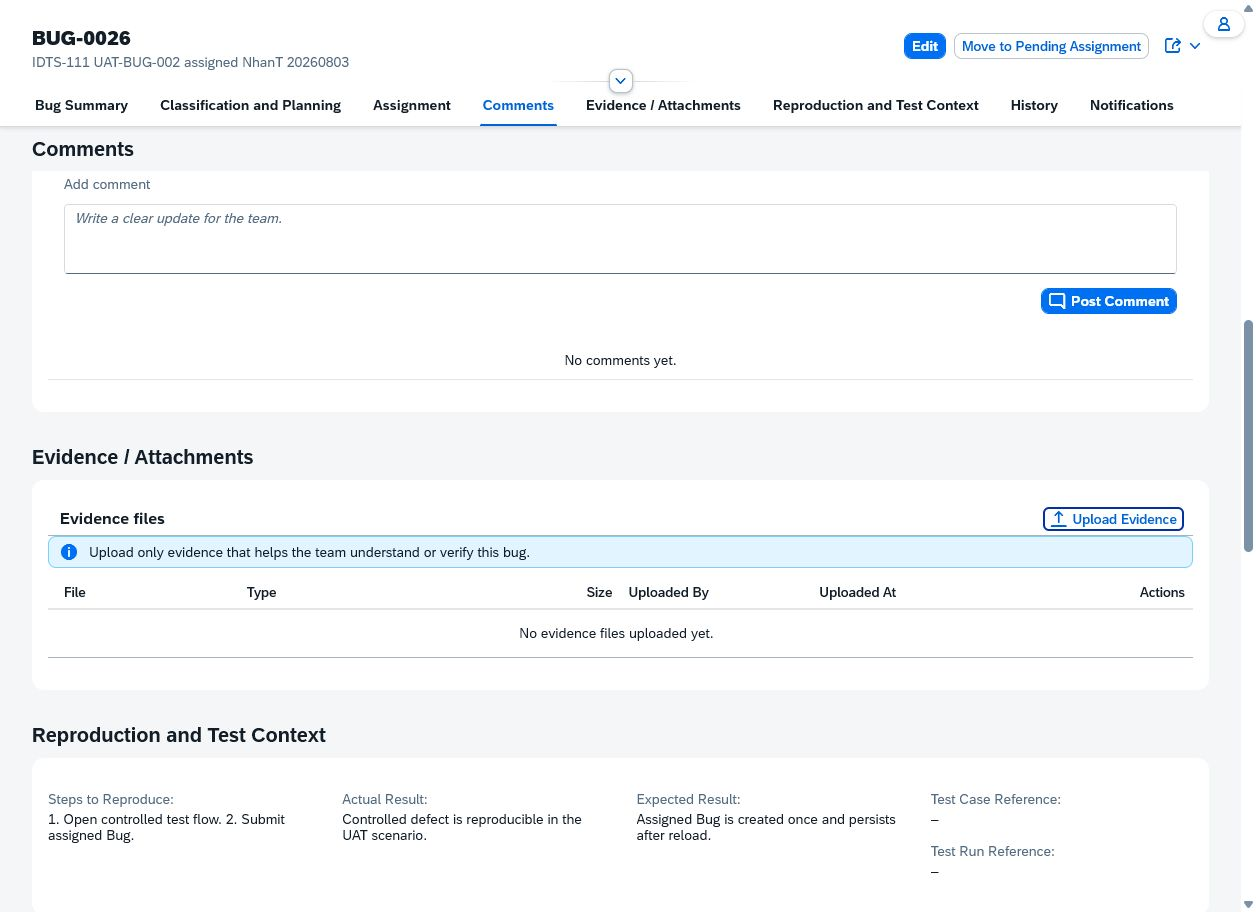 BUG-0026
IDTS-111 UAT-BUG-002 assigned NhanT 20260803
Edit
Move to Pending Assignment
Bug Summary
Classification and Planning
Assignment
Comments
Evidence / Attachments
Reproduction and Test Context
History
Notifications
Comments
Add comment
Write a clear update for the team.
Post Comment
No comments yet.
Evidence / Attachments
Evidence files
Upload Evidence
Upload only evidence that helps the team understand or verify this bug.
File
Type
Size
Uploaded By
Uploaded At
Actions
No evidence files uploaded yet.
Reproduction and Test Context
Steps to Reproduce:
1. Open controlled test flow. 2. Submit
assigned Bug.
Actual Result:
Controlled defect is reproducible in the
UAT scenario.
Expected Result:
Assigned Bug is created once and persists
after reload.
Test Case Reference:
–
Test Run Reference:
–